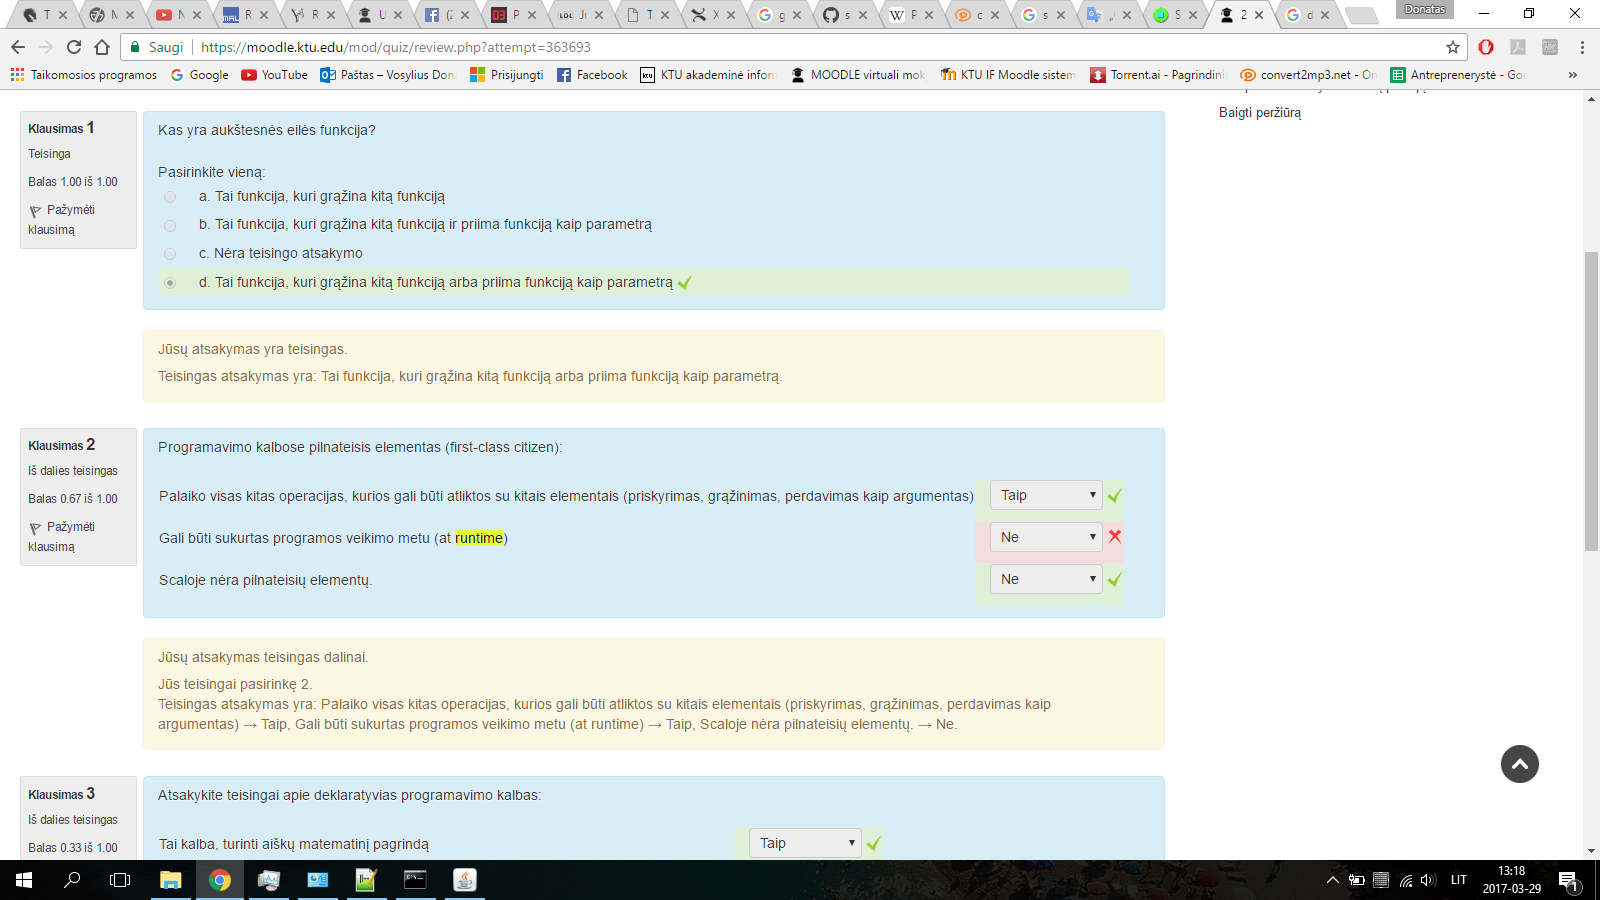 Donatas
Saugi
https://moodle.ktu.edu/mod/quiz/review.php?attempt=363693
Taikomosios programos Google YouTube Paštas – Vosylius Don Prisijungti Facebook KTU akademinė inforn MOODLE virtuali mok KTU IF Moodle sistem Torrent.ai - Pagrindini convert2mp3.net - On Antreprenerystė - Goo
Baigti peržiūrą
Klausimas 1
Teisinga
Balas 1.00 iš 1.00
Pažymėti
klausimą
Kas yra aukštesnės eilės funkcija?
Pasirinkite vieną:
a. Tai funkcija, kuri grąžina kitą funkciją
b. Tai funkcija, kuri grąžina kitą funkciją ir priima funkciją kaip parametrą
c. Nėra teisingo atsakymo
d. Tai funkcija, kuri grąžina kitą funkciją arba priima funkciją kaip parametrą
Jūsų atsakymas yra teisingas.
Teisingas atsakymas yra: Tai funkcija, kuri grąžina kitą funkciją arba priima funkciją kaip parametrą.
Klausimas 2
Iš dalies teisingas
Balas 0.67 iš 1.00
Pažymėti
klausimą
Programavimo kalbose pilnateisis elementas (first-class citizen):
Palaiko visas kitas operacijas, kurios gali būti atliktos su kitais elementais (priskyrimas, grąžinimas, perdavimas kaip argumentas) Taip
Gali būti sukurtas programos veikimo metu (at runtime) Ne
Scaloje nėra pilnateisių elementų. Ne
Jūsų atsakymas teisingas dalinai.
Jūs teisingai pasirinkę 2.
Teisingas atsakymas yra: Palaiko visas kitas operacijas, kurios gali būti atliktos su kitais elementais (priskyrimas, grąžinimas, perdavimas kaip
argumentas) → Taip, Gali būti sukurtas programos veikimo metu (at runtime) → Taip, Scaloje nėra pilnateisių elementų. → Ne.
Klausimas 3
Iš dalies teisingas
Balas 0.33 iš 1.00
Atsakykite teisingai apie deklaratyvias programavimo kalbas:
Tai kalba, turinti aiškų matematinį pagrindą Taip
LIT
13:18
2017-03-29
1